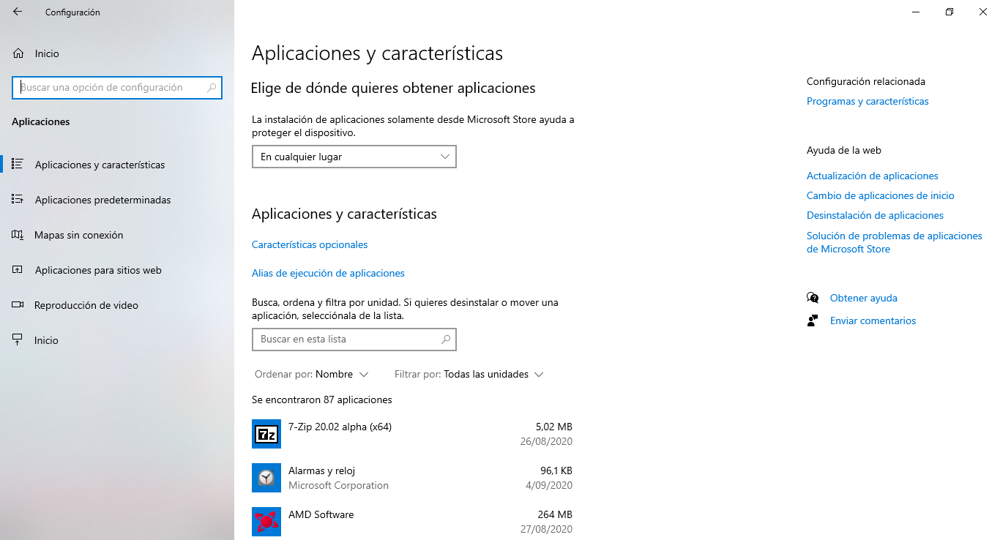 Configuración
Inicio
Buscar una opción de configuración
Aplicaciones
Aplicaciones y características
Aplicaciones predeterminadas
Mapas sin conexión
Aplicaciones para sitios web
Reproducción de video
Inicio
Aplicaciones y características
Elige de dónde quieres obtener aplicaciones
La instalación de aplicaciones solamente desde Microsoft Store ayuda a
proteger el dispositivo.
En cualquier lugar
Aplicaciones y características
Características opcionales
Alias de ejecución de aplicaciones
Busca, ordena y filtra por unidad. Si quieres desinstalar o mover una
aplicación, selecciónala de la lista.
Buscar en esta lista
Ordenar por: Nombre Filtrar por: Todas las unidades
Se encontraron 87 aplicaciones
7z
7-Zip 20.02 alpha (x64) 5,02 MB
26/08/2020
Alarmas y reloj 96,1 KB
Microsoft Corporation 4/09/2020
AMD Software 264 MB
27/08/2020
Configuración relacionada
Programas y características
Ayuda de la web
Actualización de aplicaciones
Cambio de aplicaciones de inicio
Desinstalación de aplicaciones
Solución de problemas de aplicaciones
de Microsoft Store
Obtener ayuda
Enviar comentarios